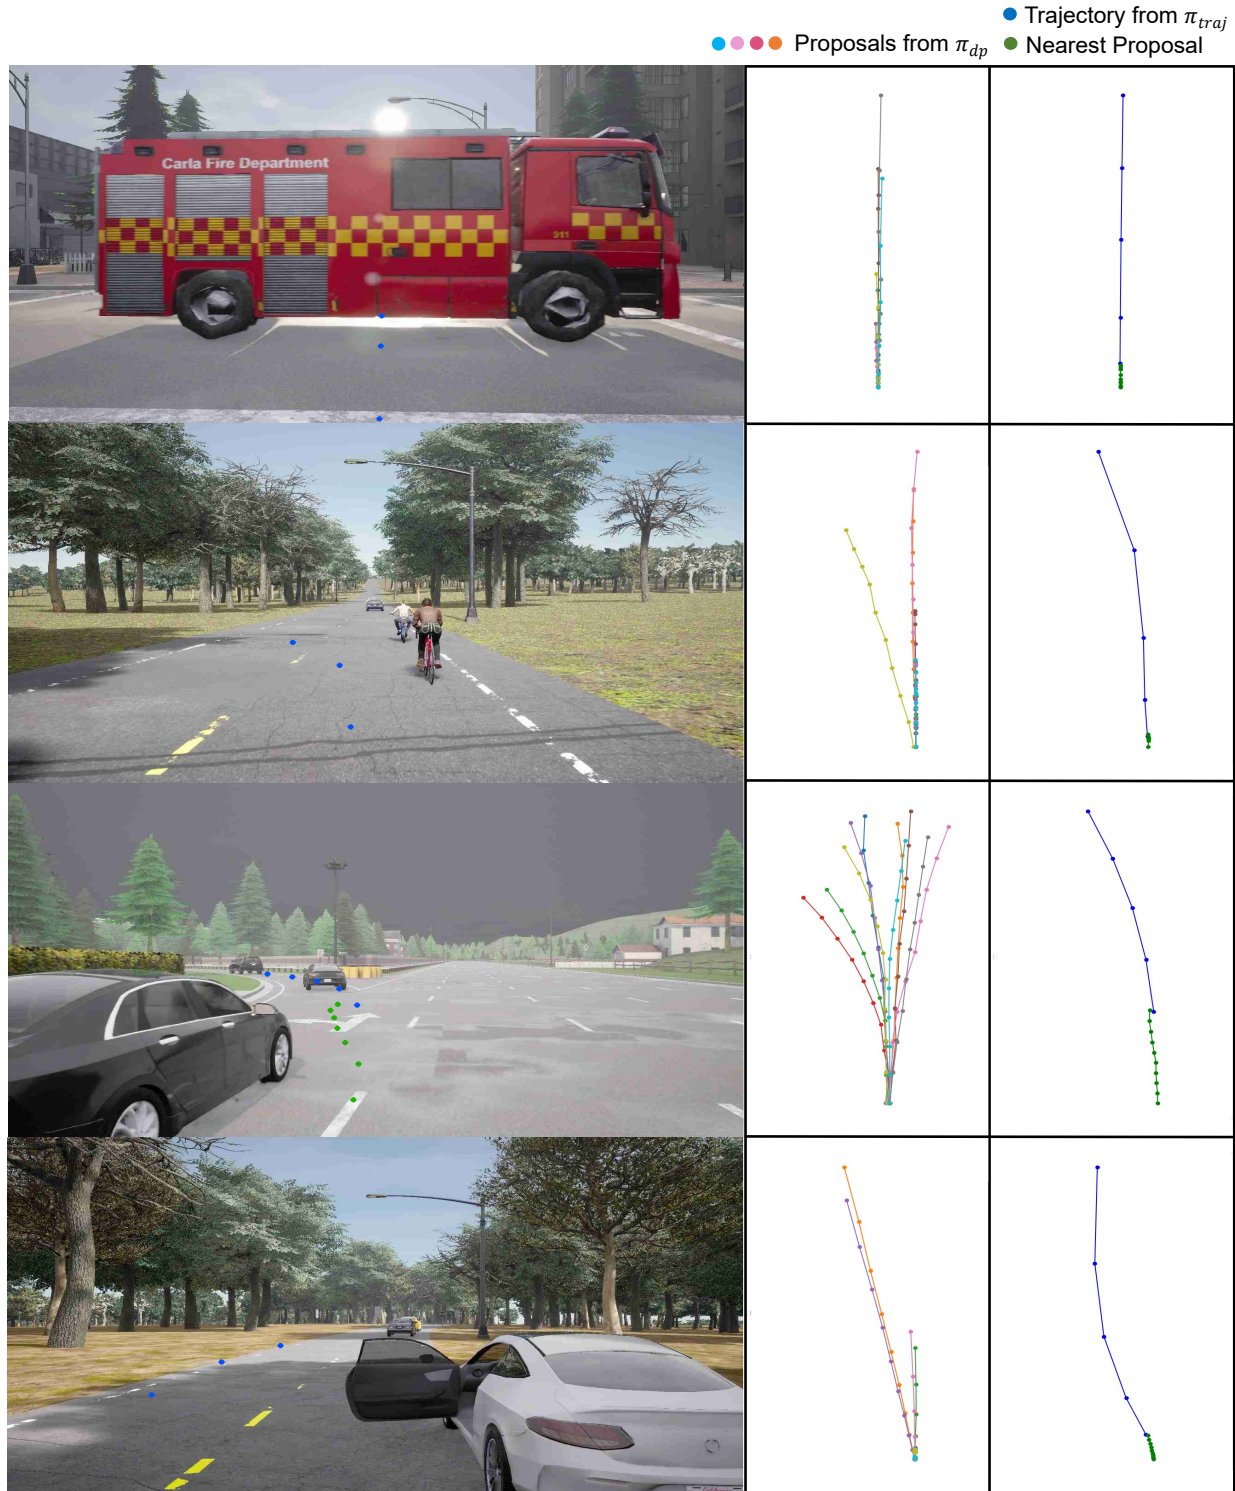 Trajectory from π_traj
Proposals from π_dp
Nearest Proposal
Carla Fire Department
911